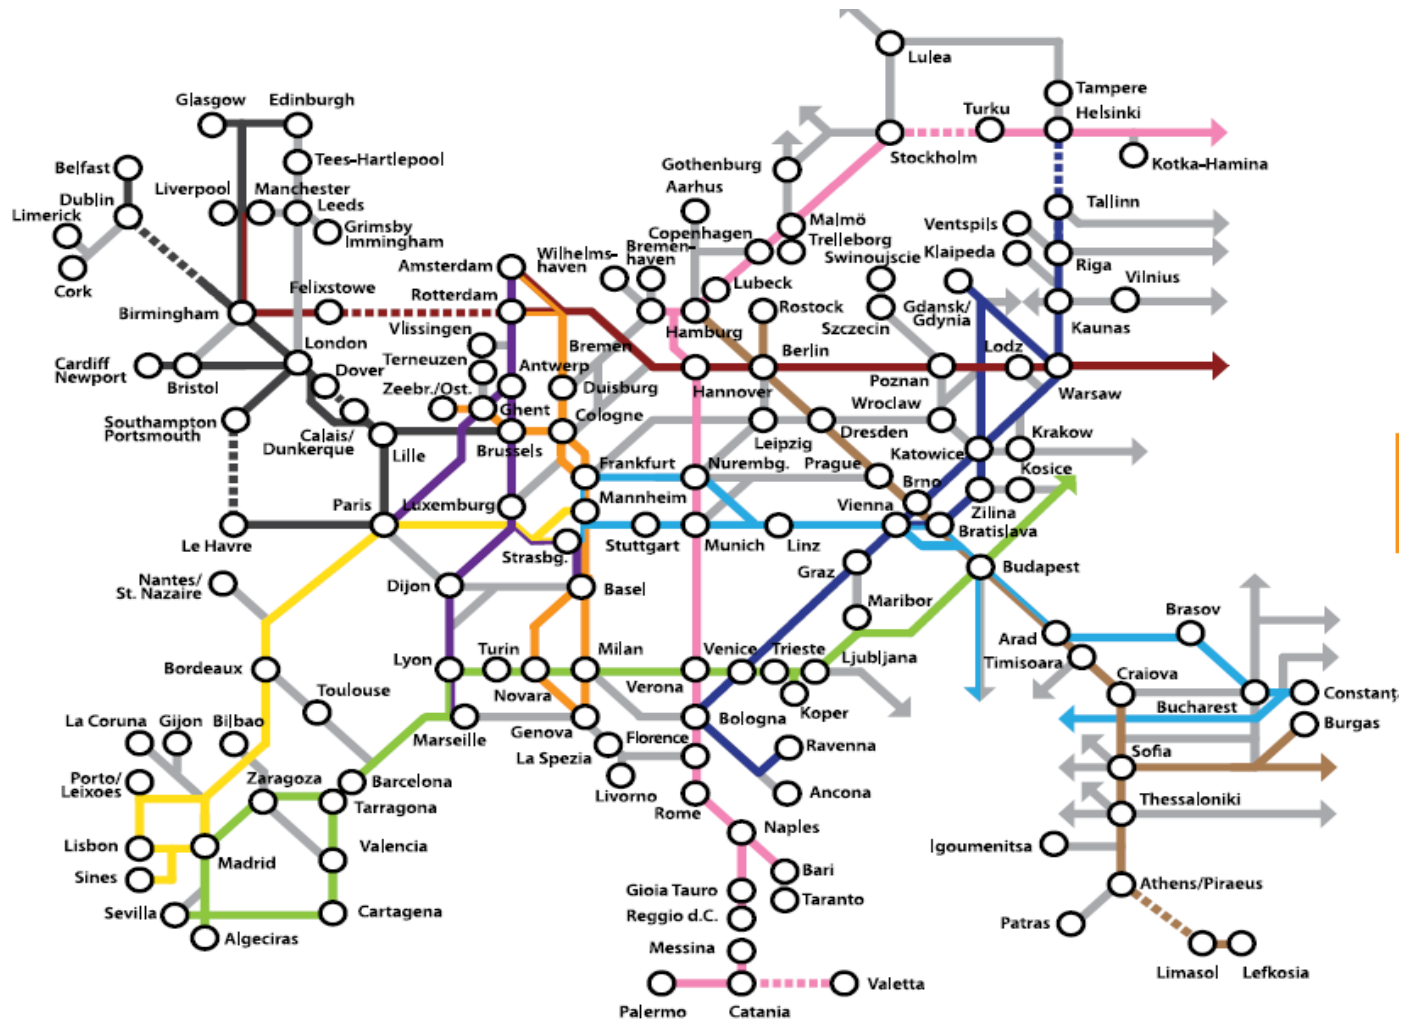 Lulea
Tampere
Glasgow
Edinburgh
Turku
Helsinki
Belfast
Tees-Hartlepool
Stockholm
Kotka-Hamina
Gothenburg
Liverpool
Manchester
Aarhus
Dublin
Leeds
Tallinn
Limerick
Grimsby
Immingham
Malmö
Ventspils
Copenhagen
Trelleborg
Wilhelms-
haven
Bremen-
haven
Swinoujscie
Klaipeda
Amsterdam
Riga
Vilnius
Cork
Felixstowe
Rotterdam
Lubeck
Rostock
Gdansk/
Gdynia
Birmingham
Vlissingen
Hamburg
Szczecin
Kaunas
London
Bremen
Berlin
Lodz
Cardiff
Newport
Bristol
Dover
Terneuzen
Antwerp
Duisburg
Hannover
Poznan
Warsaw
Zeebr./Ost.
Ghent
Cologne
Wroclaw
Southampton
Portsmouth
Calais/
Dunkerque
Lille
Brussels
Leipzig
Dresden
Katowice
Krakow
Frankfurt
Nurembg.
Prague
Kosice
Brno
Paris
Luxemburg
Mannheim
Vienna
Zilina
Bratislava
Le Havre
Strasbg.
Stuttgart
Munich
Linz
Graz
Budapest
Nantes/
St. Nazaire
Dijon
Basel
Maribor
Brasov
Arad
Timisoara
Bordeaux
Lyon
Turin
Milan
Venice
Trieste
Ljubljana
Craiova
Novara
Verona
Koper
Bucharest
Constanţ
Toulouse
La Coruna
Gijon
Bilbao
Marseille
Genova
Florence
Bologna
Ravenna
Burgas
La Spezia
Sofia
Porto/
Leixoes
Zaragoza
Barcelona
Livorno
Ancona
Tarragona
Rome
Thessaloniki
Lisbon
Madrid
Valencia
Naples
Igoumenitsa
Sines
Bari
Gioia Tauro
Taranto
Athens/Piraeus
Sevilla
Cartagena
Reggio d.C.
Patras
Algeciras
Messina
Limasol
Lefkosia
Palermo
Catania
Valetta